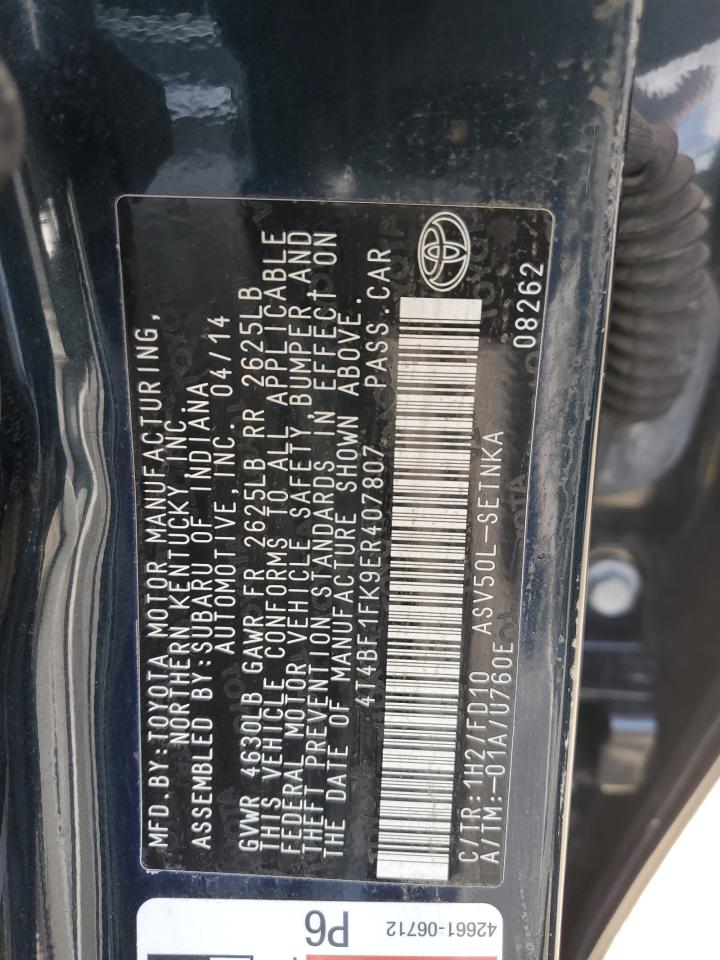 MFD. BY:TOYOTA MOTOR MANUFACTURING,
NORTHERN KENTUCKY,INC.
ASSEMBLED BY:SUBARU OF INDIANA
AUTOMOTIVE,INC. 04/14
GVWR 4630LB GAWR FR 2625LB RR 2625LB
THIS VEHICLE CONFORMS TO ALL APPLICABLE
FEDERAL MOTOR VEHICLE SAFETY,BUMPER,AND
THEFT PREVENTION STANDARDS IN EFFECT ON
THE DATE OF MANUFACTURE SHOWN ABOVE.
4T4BF1FK9ER407807 PASS.CAR
C/TR:1H2/FD10 ASV50L-SETNKA
A/TM:-01A/U760E
08262
P6
42661-06712